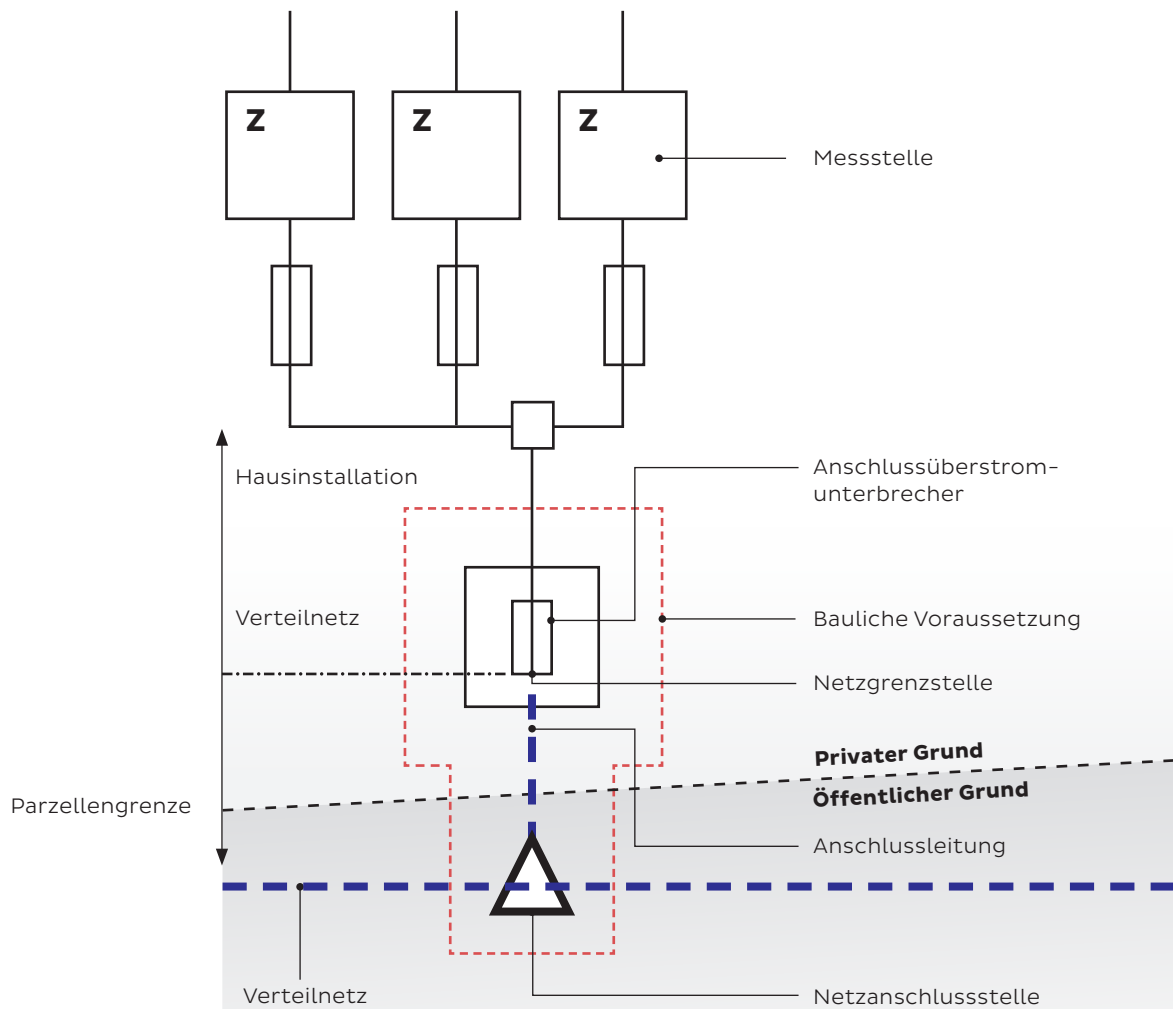 Z
Z
Z
Messstelle
Hausinstallation
Anschlussüberstrom-
unterbrecher
Verteilnetz
Bauliche Voraussetzung
Netzgrenzstelle
Privater Grund
Öffentlicher Grund
Parzellengrenze
Anschlussleitung
Verteilnetz
Netzanschlussstelle